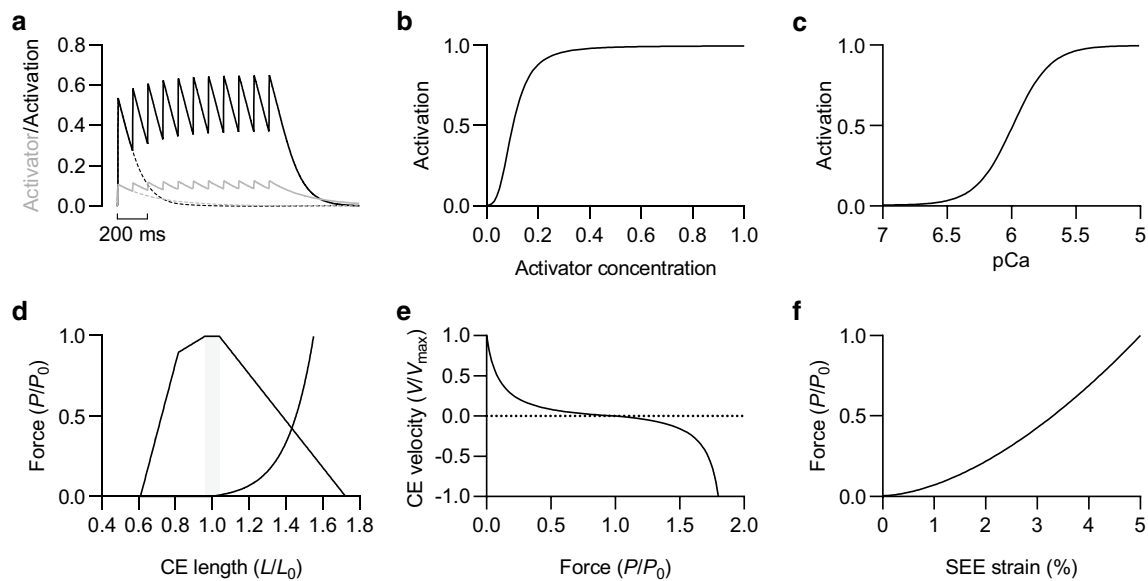 a
Activator/Activation
0.8
0.6
0.4
0.2
0.0
200 ms
b
Activation
1.0
0.5
0.0
0.0 0.2 0.4 0.6 0.8 1.0
Activator concentration
c
Activation
1.0
0.5
0.0
7 6.5 6 5.5 5
pCa
d
Force (P/P0)
1.0
0.5
0.0
0.4 0.6 0.8 1.0 1.2 1.4 1.6 1.8
CE length (L/L0)
e
CE velocity (V/Vmax)
1.0
0.5
0.0
-0.5
-1.0
0.0 0.5 1.0 1.5 2.0
Force (P/P0)
f
Force (P/P0)
1.0
0.5
0.0
0 1 2 3 4 5
SEE strain (%)